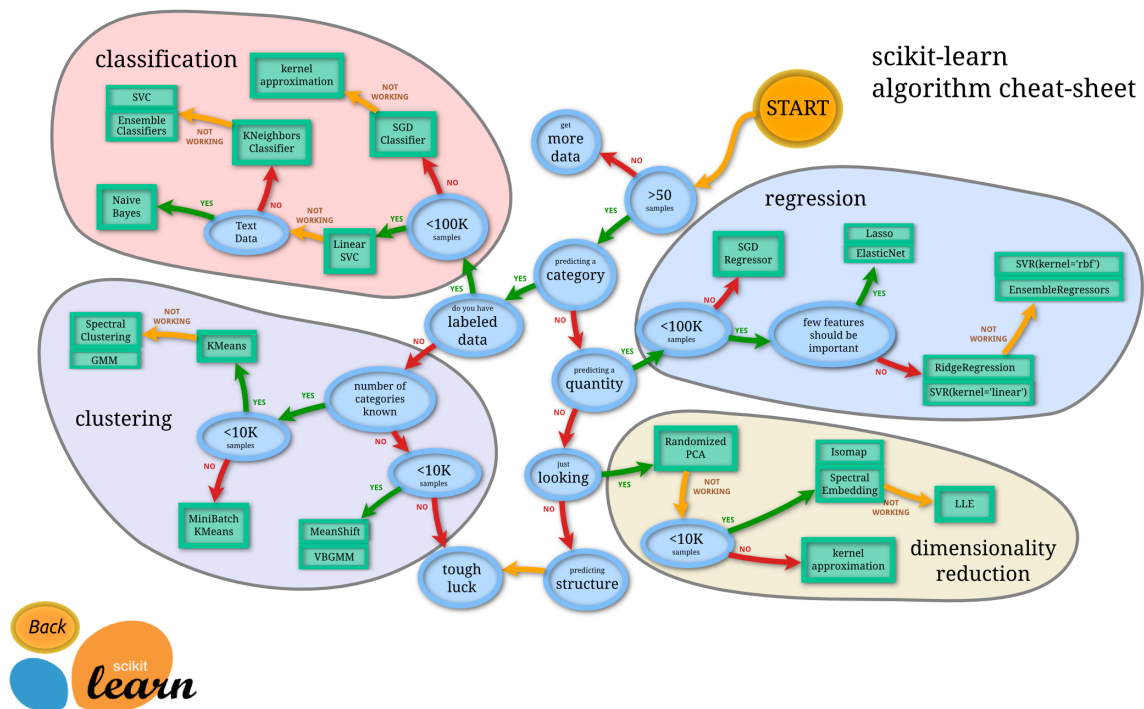 scikit-learn
algorithm cheat-sheet
START
classification
kernel
approximation
NOT
WORKING
SVC
Ensemble
Classifiers
NOT
WORKING
KNeighbors
Classifier
SGD
Classifier
NO
Naive
Bayes
YES
Text
Data
NO
NOT
WORKING
Linear
SVC
YES
<100K
samples
YES
get
more
data
NO
>50
samples
YES
predicting a
category
YES
do you have
labeled
data
NO
NO
predicting a
quantity
YES
NO
just
looking
YES
NO
predicting
structure
tough
luck
regression
SGD
Regressor
NO
<100K
samples
YES
Lasso
ElasticNet
YES
few features
should be
important
NO
SVR(kernel='rbf')
EnsembleRegressors
NOT
WORKING
RidgeRegression
SVR(kernel='linear')
clustering
Spectral
Clustering
GMM
NOT
WORKING
KMeans
YES
<10K
samples
YES
number of
categories
known
NO
NO
MiniBatch
KMeans
<10K
samples
YES
NO
MeanShift
VBGMM
Randomized
PCA
NOT
WORKING
<10K
samples
YES
NO
Isomap
Spectral
Embedding
NOT
WORKING
LLE
kernel
approximation
dimensionality
reduction
Back
scikit
learn